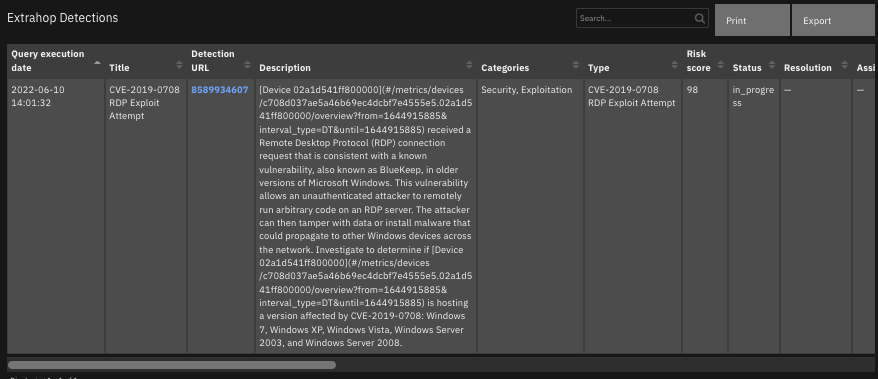 Extrahop Detections
Search...
Print
Export
Query execution
date
Title
Detection
URL
Description
Categories
Type
Risk
score
Status
Resolution
Assi
2022-06-10
14:01:32
CVE-2019-0708
RDP Exploit
Attempt
8589934607
[Device 02a1d541ff800000](#/metrics/devices
/c708d037ae5a46b69ec4dcbf7e4555e5.02a1d5
41ff800000/overview?from=1644915885&
interval_type=DT&until=1644915885) received a
Remote Desktop Protocol (RDP) connection
request that is consistent with a known
vulnerability, also known as BlueKeep, in older
versions of Microsoft Windows. This vulnerability
allows an unauthenticated attacker to remotely
run arbitrary code on an RDP server. The attacker
can then tamper with data or install malware that
could propagate to other Windows devices across
the network. Investigate to determine if [Device
02a1d541ff800000](#/metrics/devices
/c708d037ae5a46b69ec4dcbf7e4555e5.02a1d5
41ff800000/overview?from=1644915885&
interval_type=DT&until=1644915885) is hosting
a version affected by CVE-2019-0708: Windows
7, Windows XP, Windows Vista, Windows Server
2003, and Windows Server 2008.
Security, Exploitation
CVE-2019-0708
RDP Exploit Attempt
98
in_progre
ss
—
—